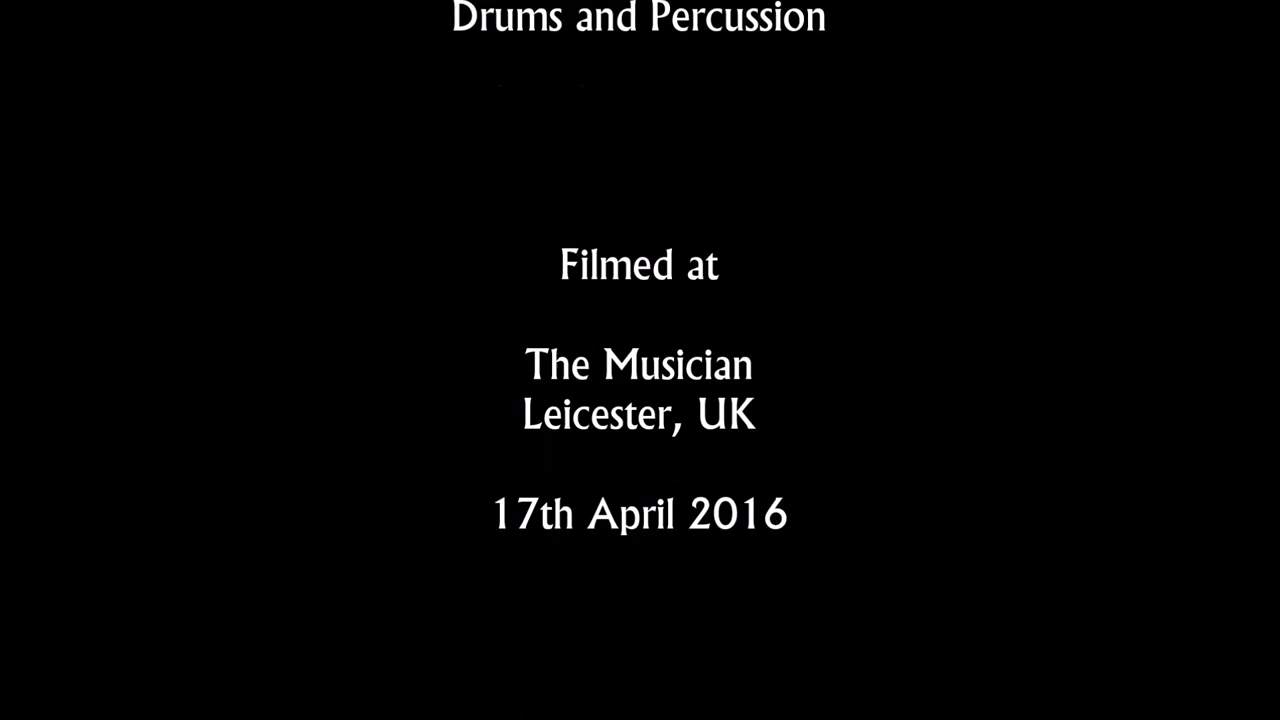 Drums and Percussion
Filmed at
The Musician
Leicester, UK
17th April 2016